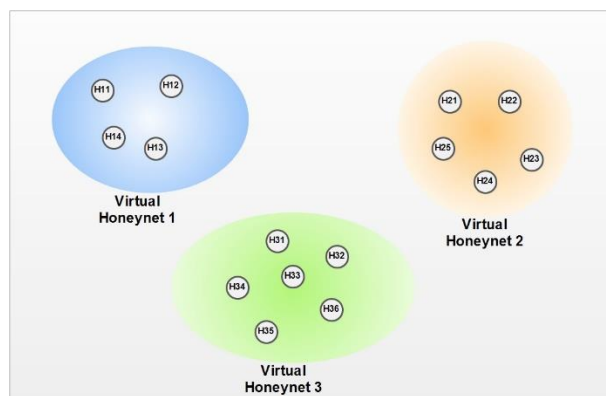 H11
H12
H14
H13
Virtual
Honeynet 1
H21
H22
H25
H23
H24
Virtual
Honeynet 2
H31
H32
H33
H34
H36
H35
Virtual
Honeynet 3